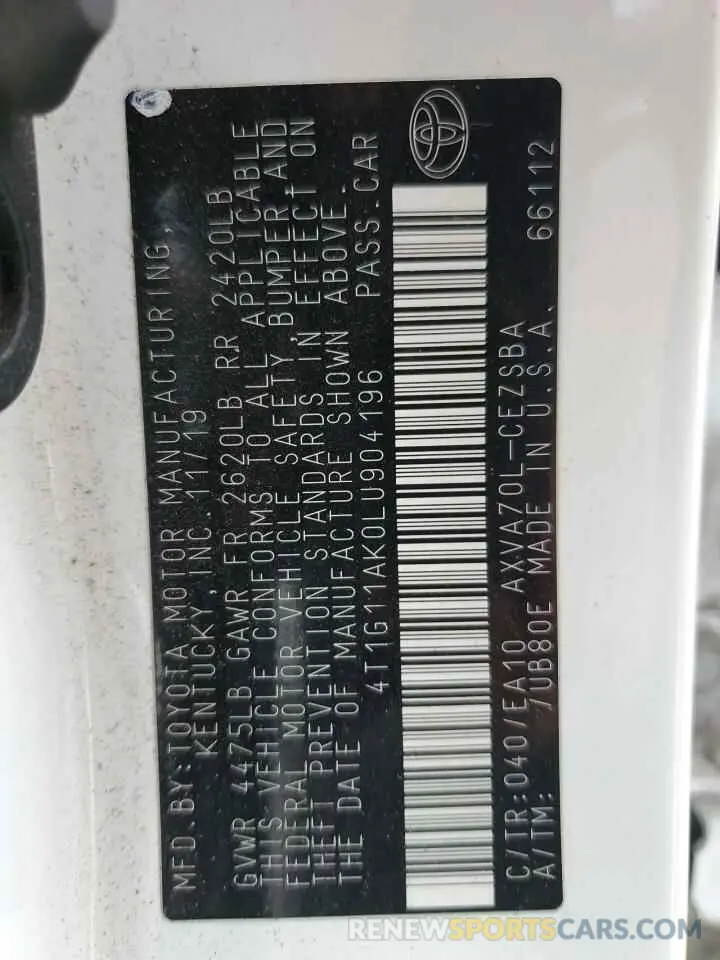 MFD.BY:TOYOTA MOTOR MANUFACTURING,
KENTUCKY,INC.11/19
GVWR 4475LB GAWR FR 2620LB RR 2420LB
THIS VEHICLE CONFORMS TO ALL APPLICABLE
FEDERAL MOTOR VEHICLE SAFETY,BUMPER,AND
THEFT PREVENTION STANDARDS IN EFFECT ON
THE DATE OF MANUFACTURE SHOWN ABOVE.
4T1G11AK0LU904196 PASS.CAR
C/TR:040/EA10 AXVA70L-CEZSBA
A/TM: /UB80E MADE IN U.S.A. 66112
RENEWSPORTSCARS.COM